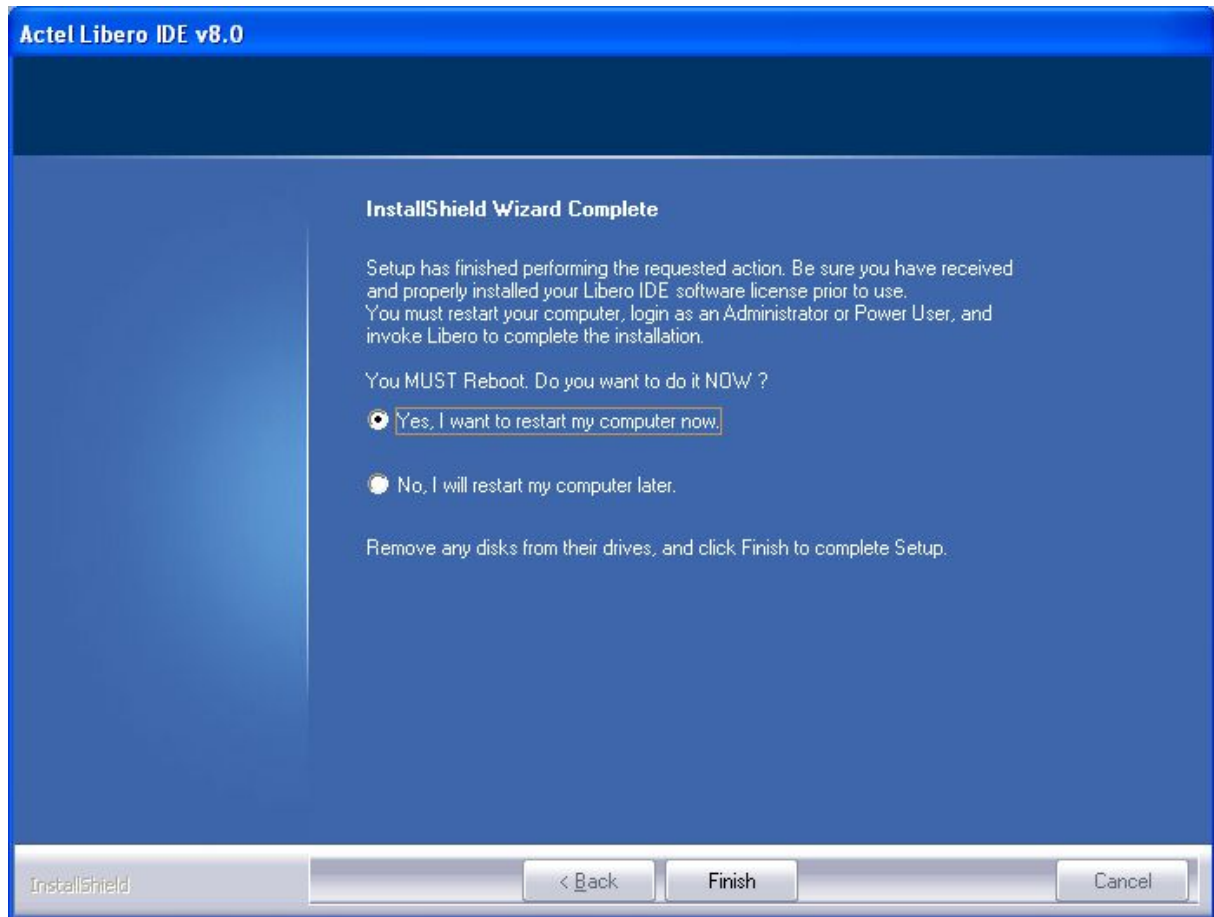 Actel Libero IDE v8.0
InstallShield Wizard Complete
Setup has finished performing the requested action. Be sure you have received
and properly installed your Libero IDE software license prior to use.
You must restart your computer, login as an Administrator or Power User, and
invoke Libero to complete the installation.
You MUST Reboot. Do you want to do it NOW ?
Yes, I want to restart my computer now.
No, I will restart my computer later.
Remove any disks from their drives, and click Finish to complete Setup.
InstallShield
< Back
Finish
Cancel